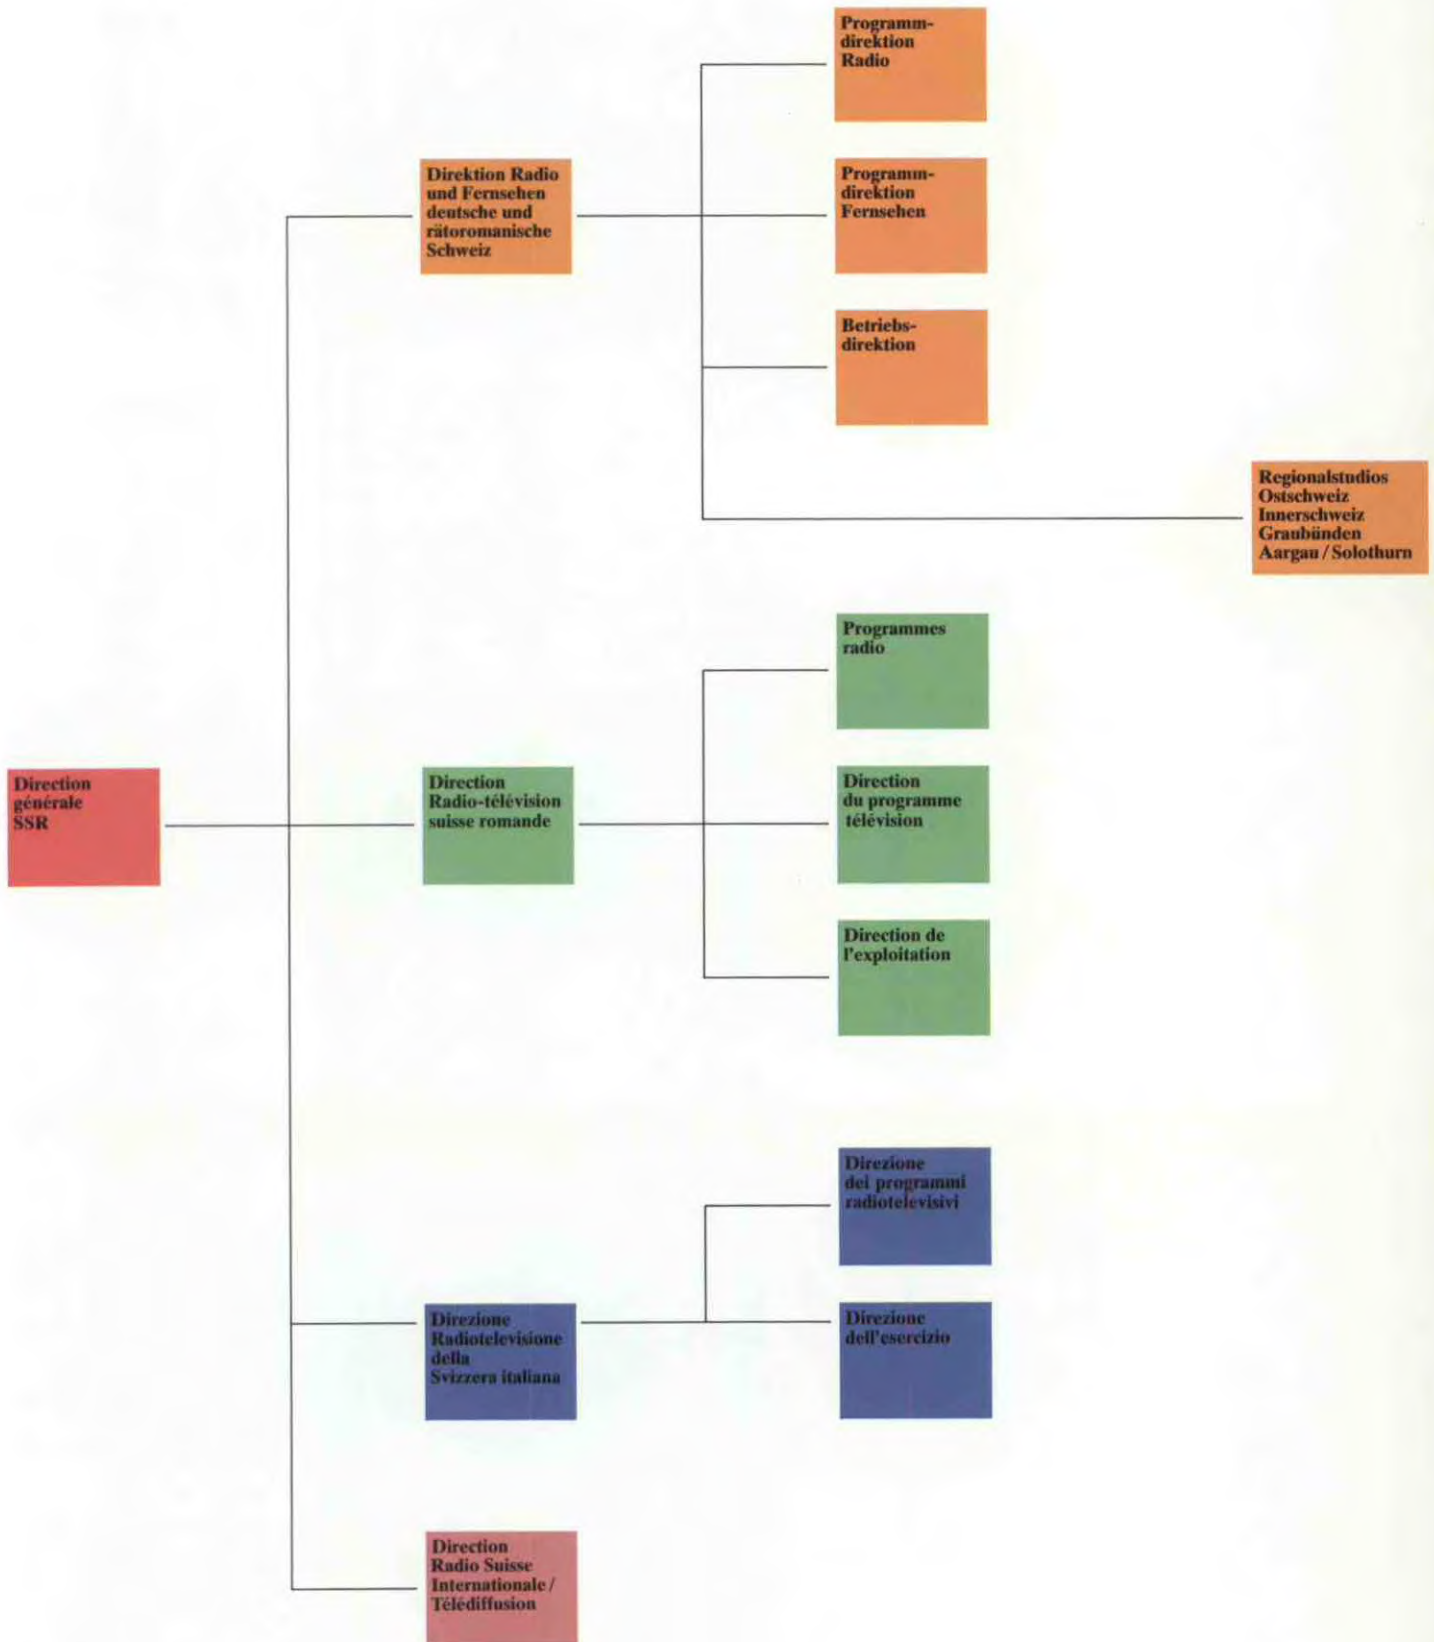 Programm-
direktion
Radio
Direktion Radio
und Fernsehen
deutsche und
rätoromanische
Schweiz
Programm-
direktion
Fernsehen
Betriebs-
direktion
Regionalstudios
Ostschweiz
Innerschweiz
Graubünden
Aargau / Solothurn
Programmes
radio
Direction
générale
SSR
Direction
Radio-télévision
suisse romande
Direction
du programme
télévision
Direction de
l'exploitation
Direzione
dei programmi
radiotelevisivi
Direzione
Radiotelevisione
della
Svizzera italiana
Direzione
dell'esercizio
Direction
Radio Suisse
Internationale /
Télédiffusion